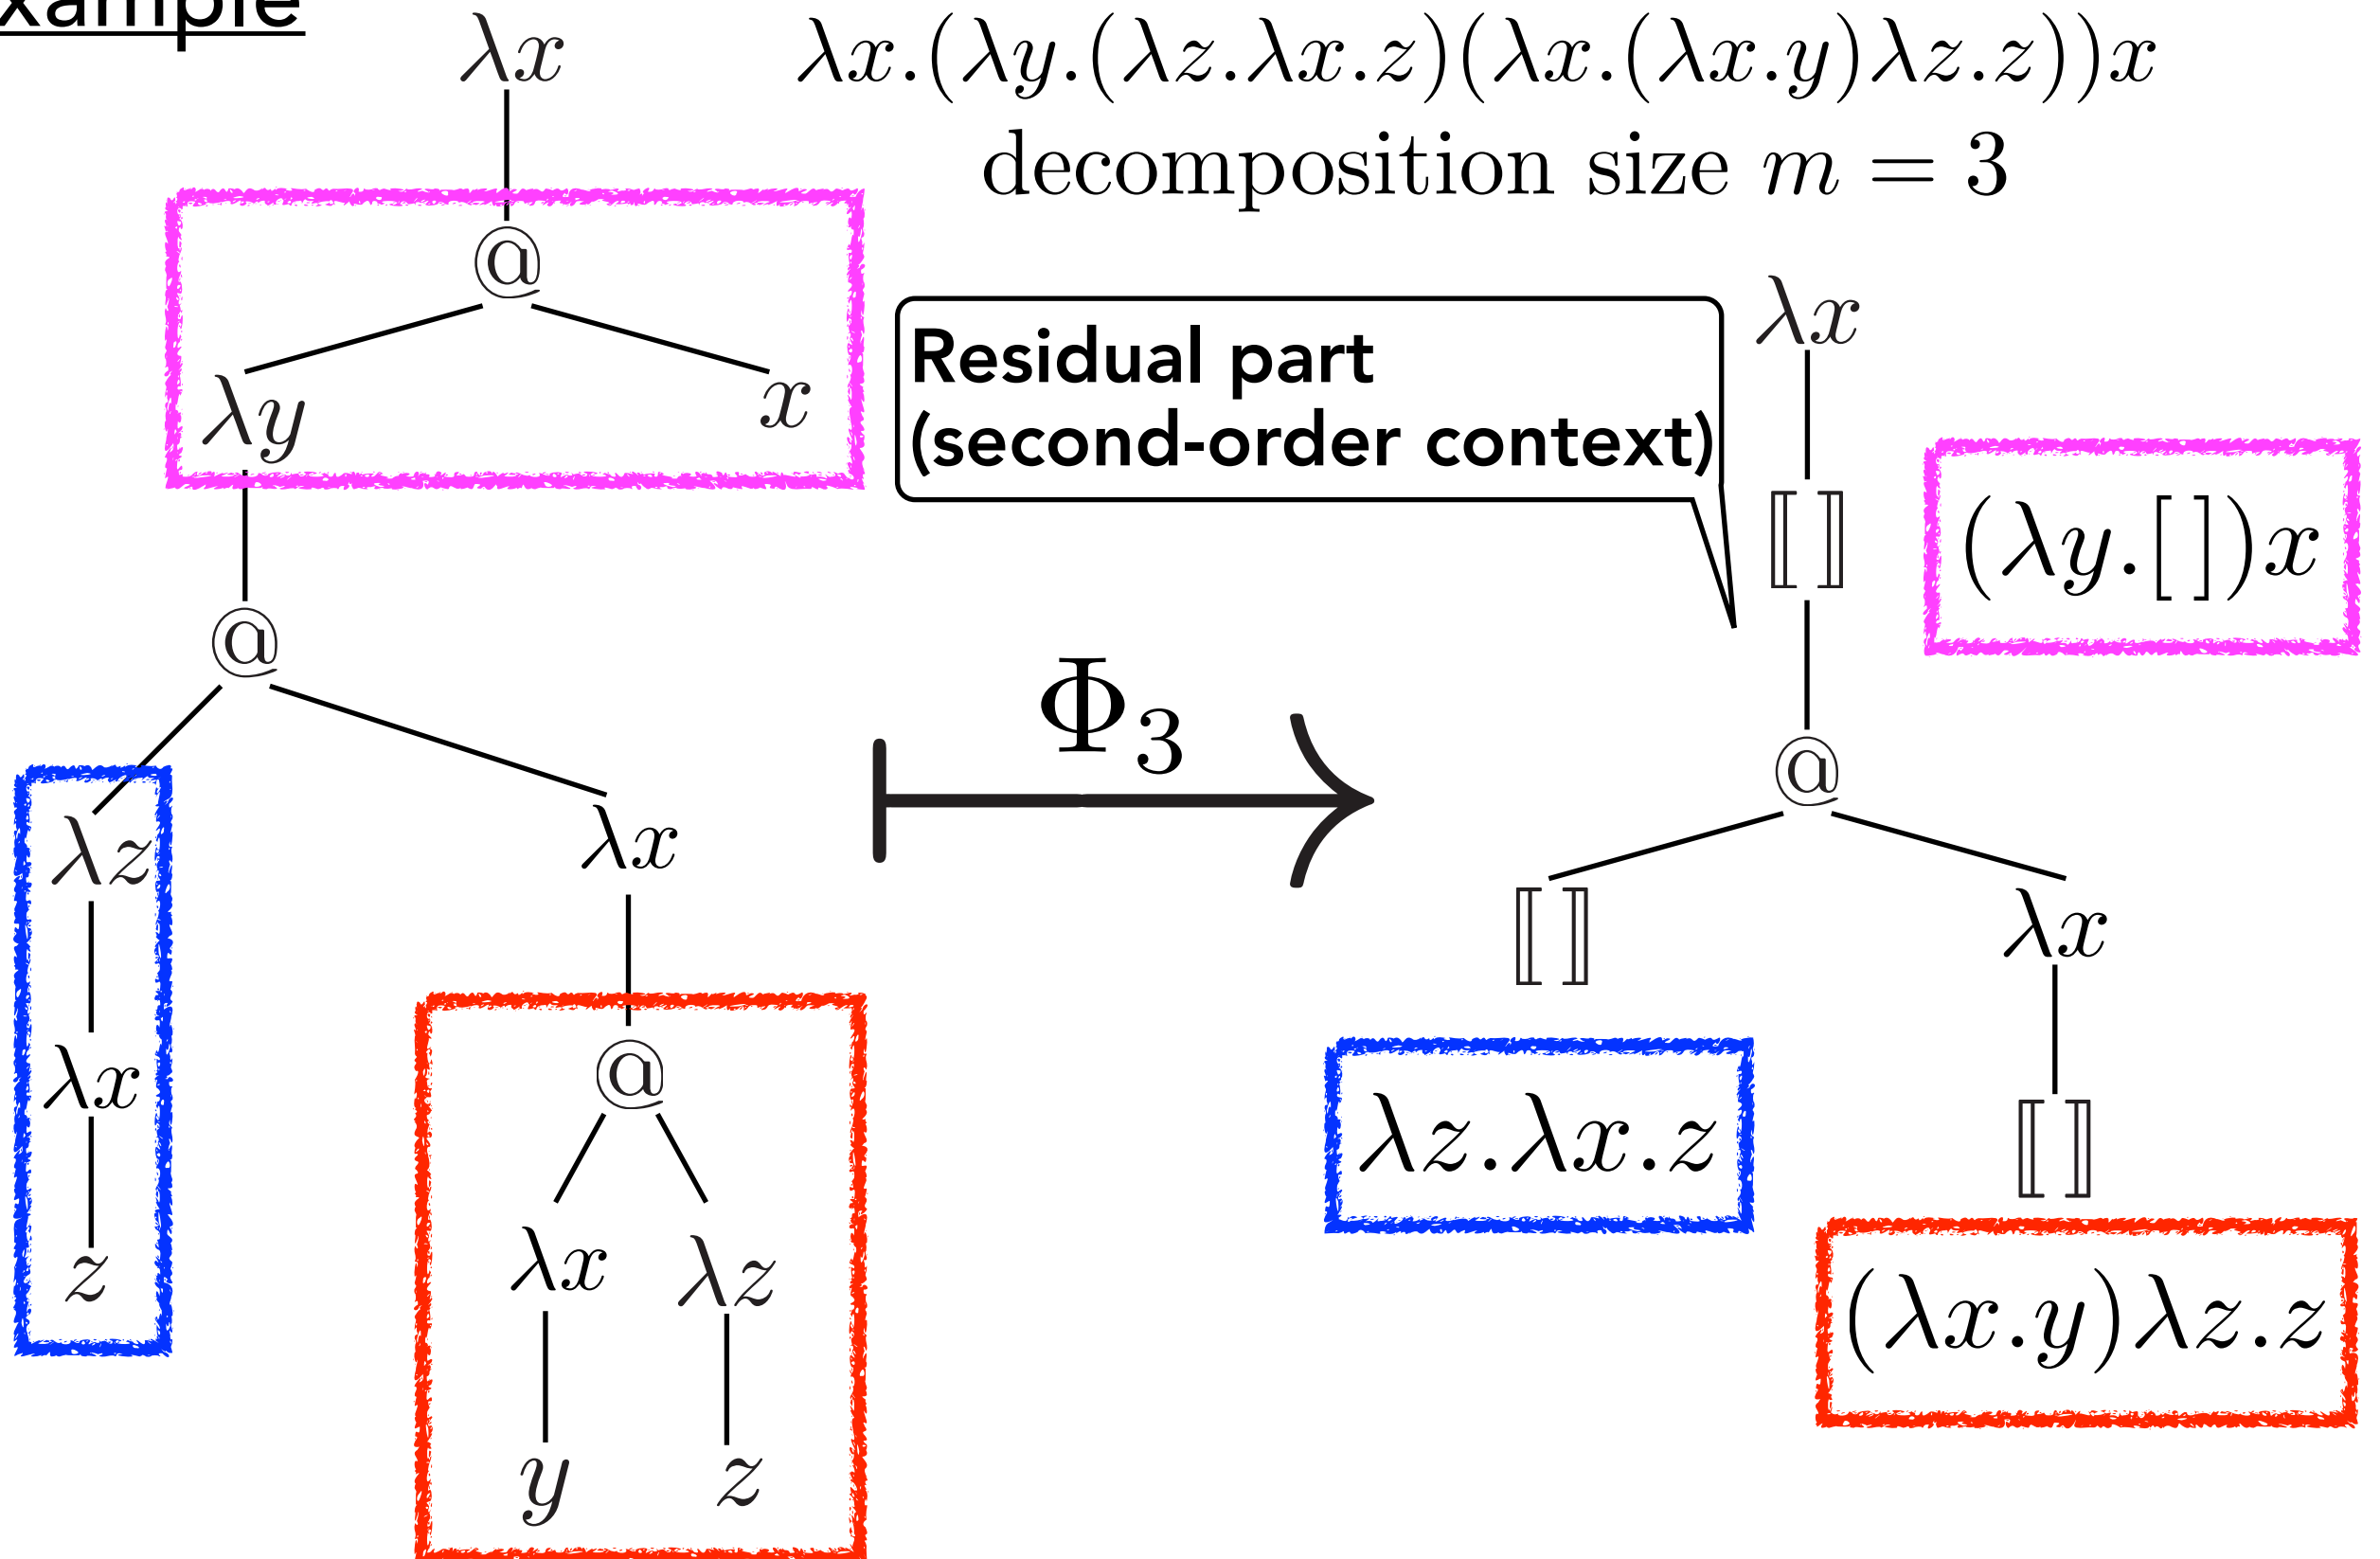 xample
λx.(λy.(λz.λx.z)(λx.(λx.y)λz.z))x
decomposition size m = 3
λx
@
λy
x
@
λz
λx
λx
z
@
λx
λz
y
z
Φ₃
Residual part
(second-order context)
λx
⟦ ⟧
(λy.[ ])x
@
⟦ ⟧
λx
λz.λx.z
⟦ ⟧
(λx.y)λz.z